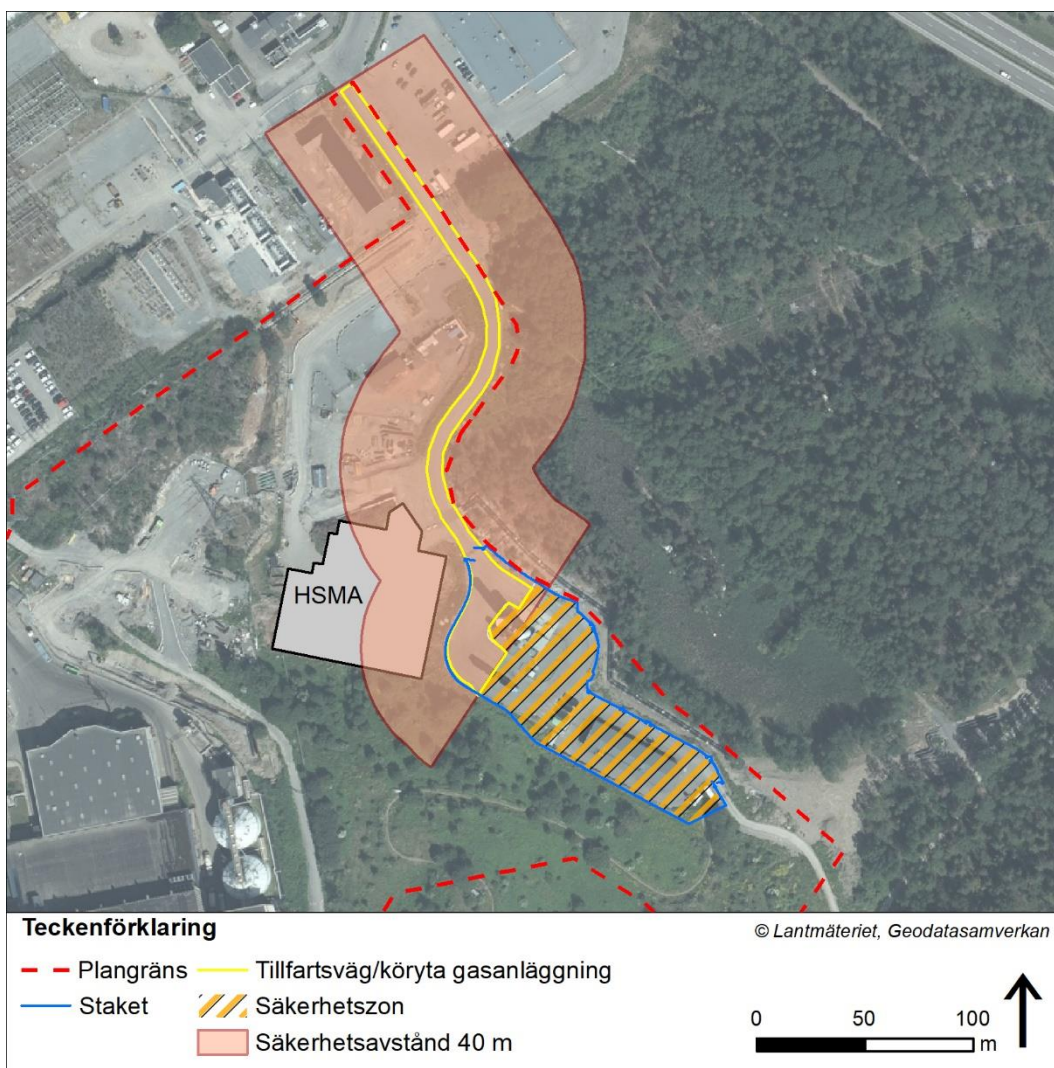 HSMA
Teckenförklaring
© Lantmäteriet, Geodatasamverkan
Plangräns
Tillfartsväg/köryta gasanläggning
Staket
Säkerhetszon
Säkerhetsavstånd 40 m
0 50 100
m